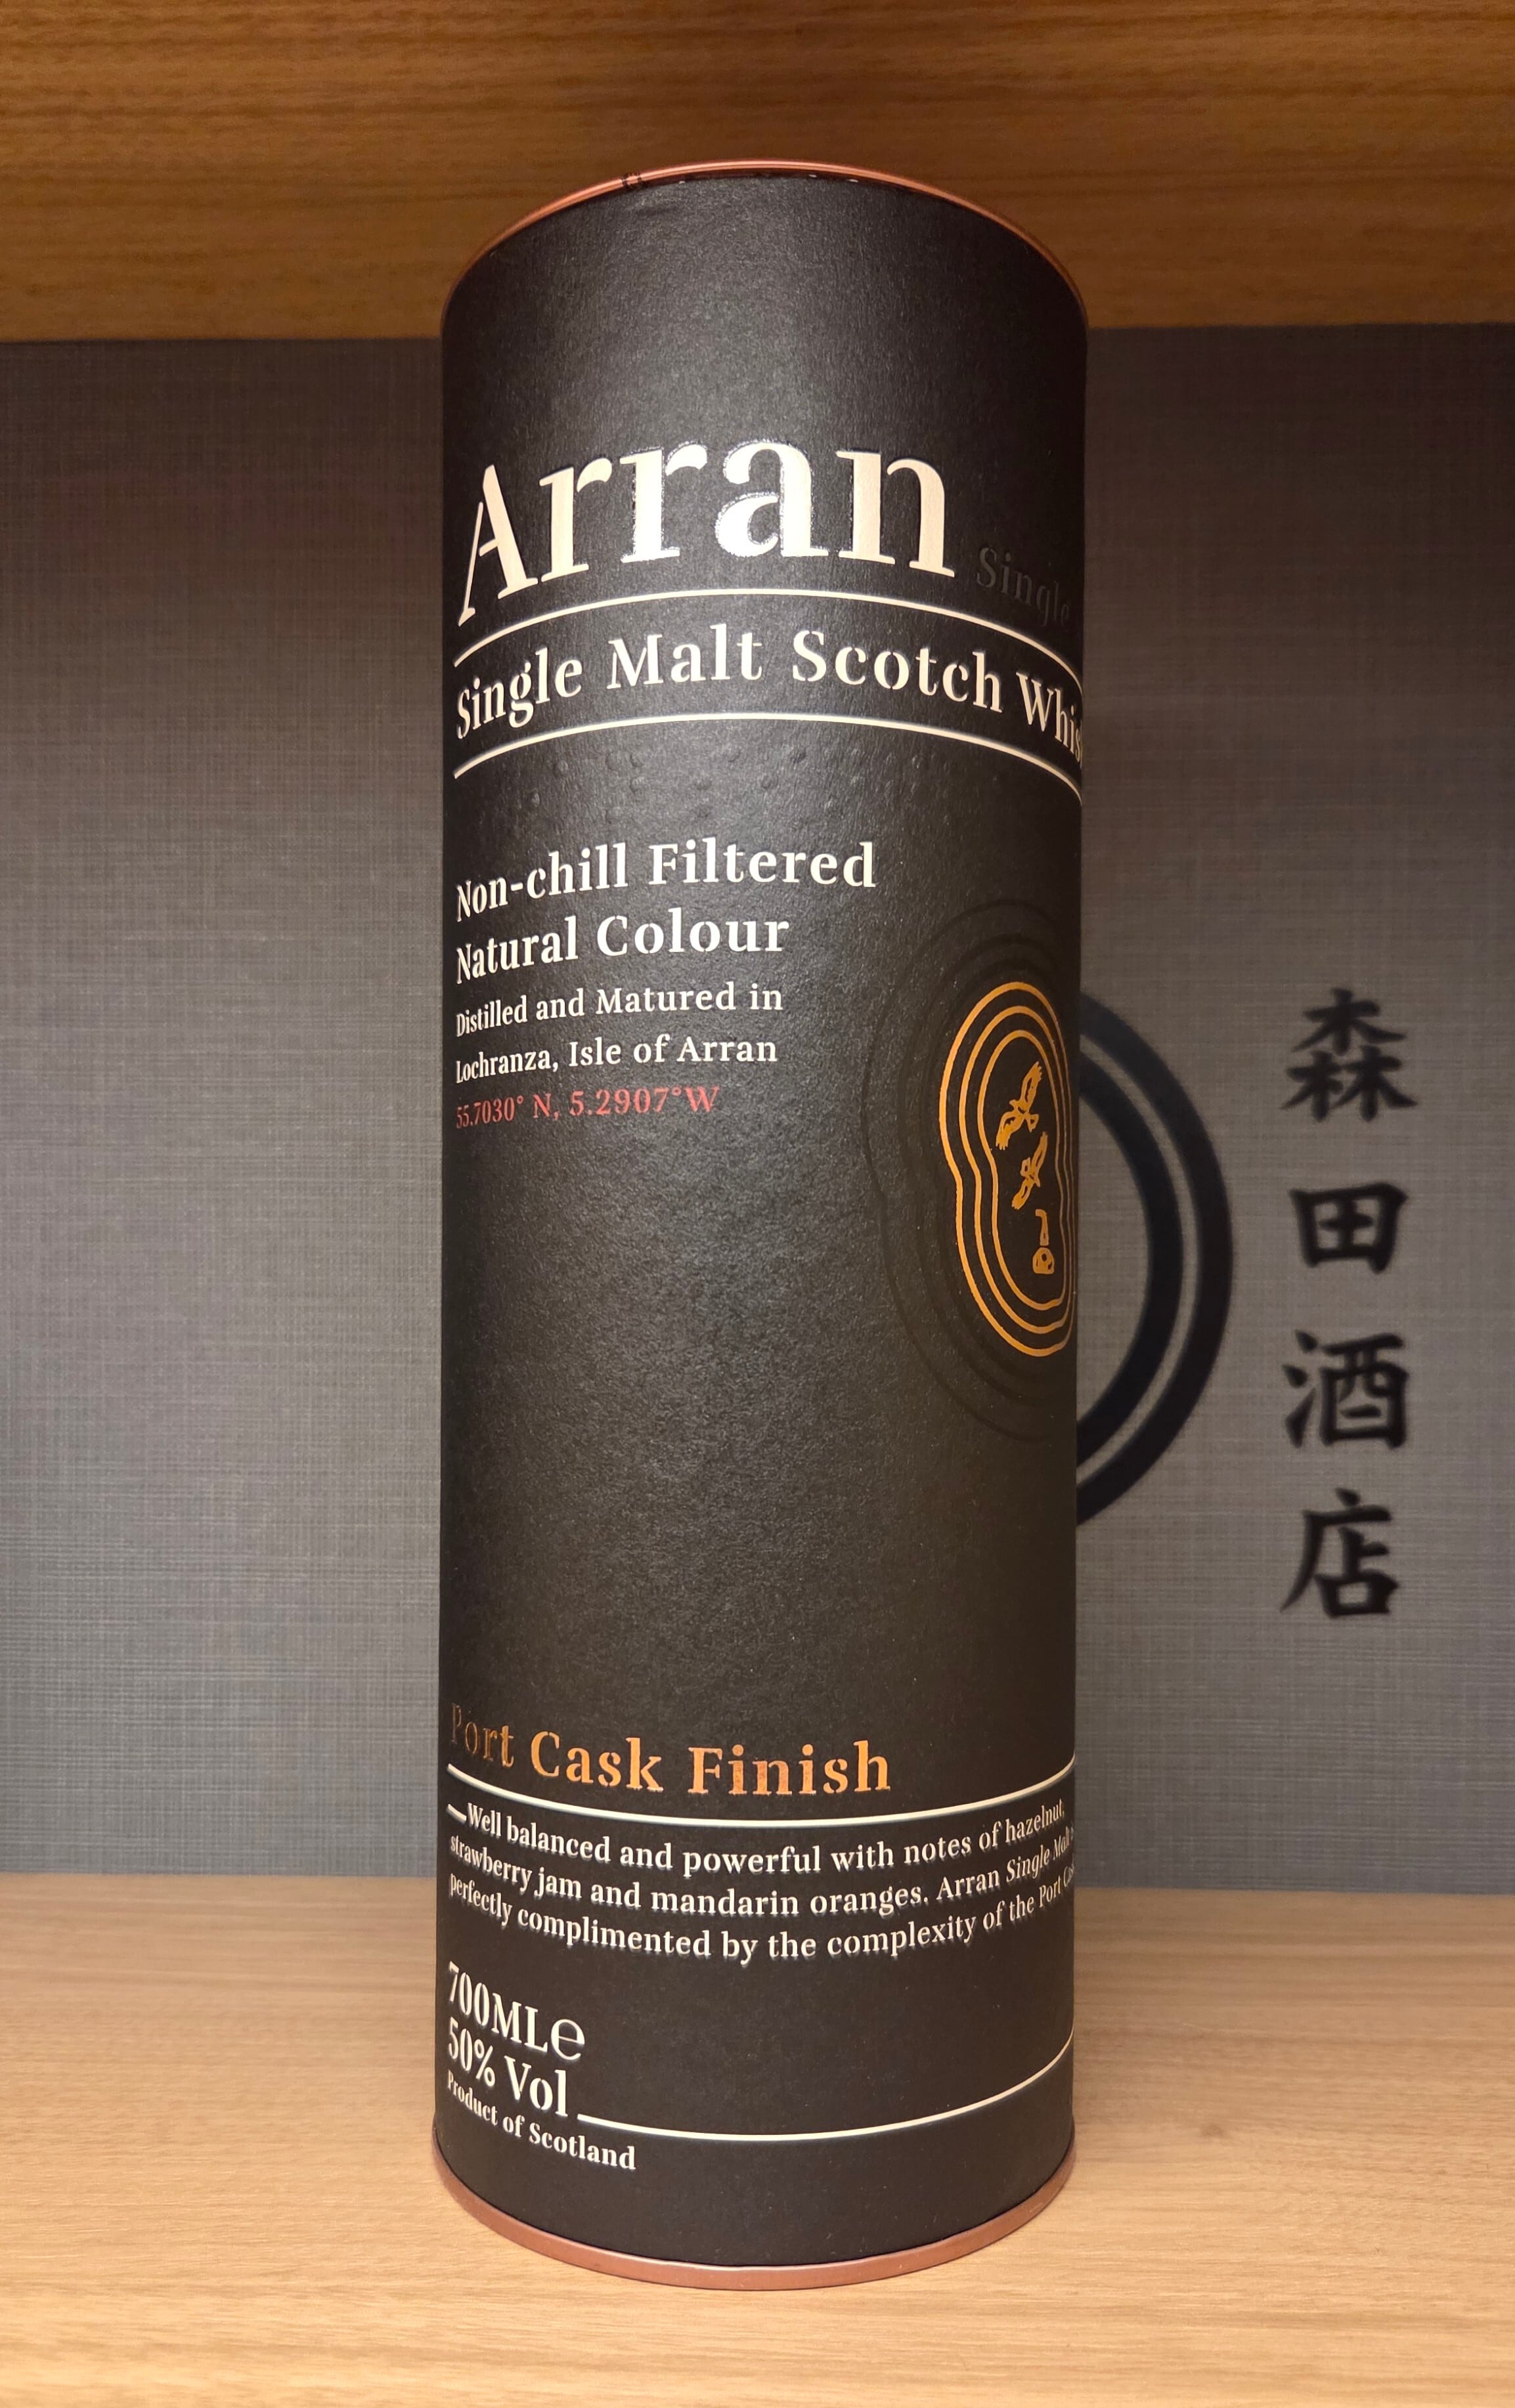 Arran
Single
Single Malt Scotch
Non-chill Filtered
Natural Colour
Distilled and Matured in
Lochranza, Isle of Arran
55.7030° N, 5.2907°W
森田酒店
Port Cask Finish
—Well balanced and powerful with notes of hazelnut,
strawberry jam and mandarin oranges. Arran Single Malt
perfectly complimented by the complexity of the Port
700MLe
50% Vol
Product of Scotland